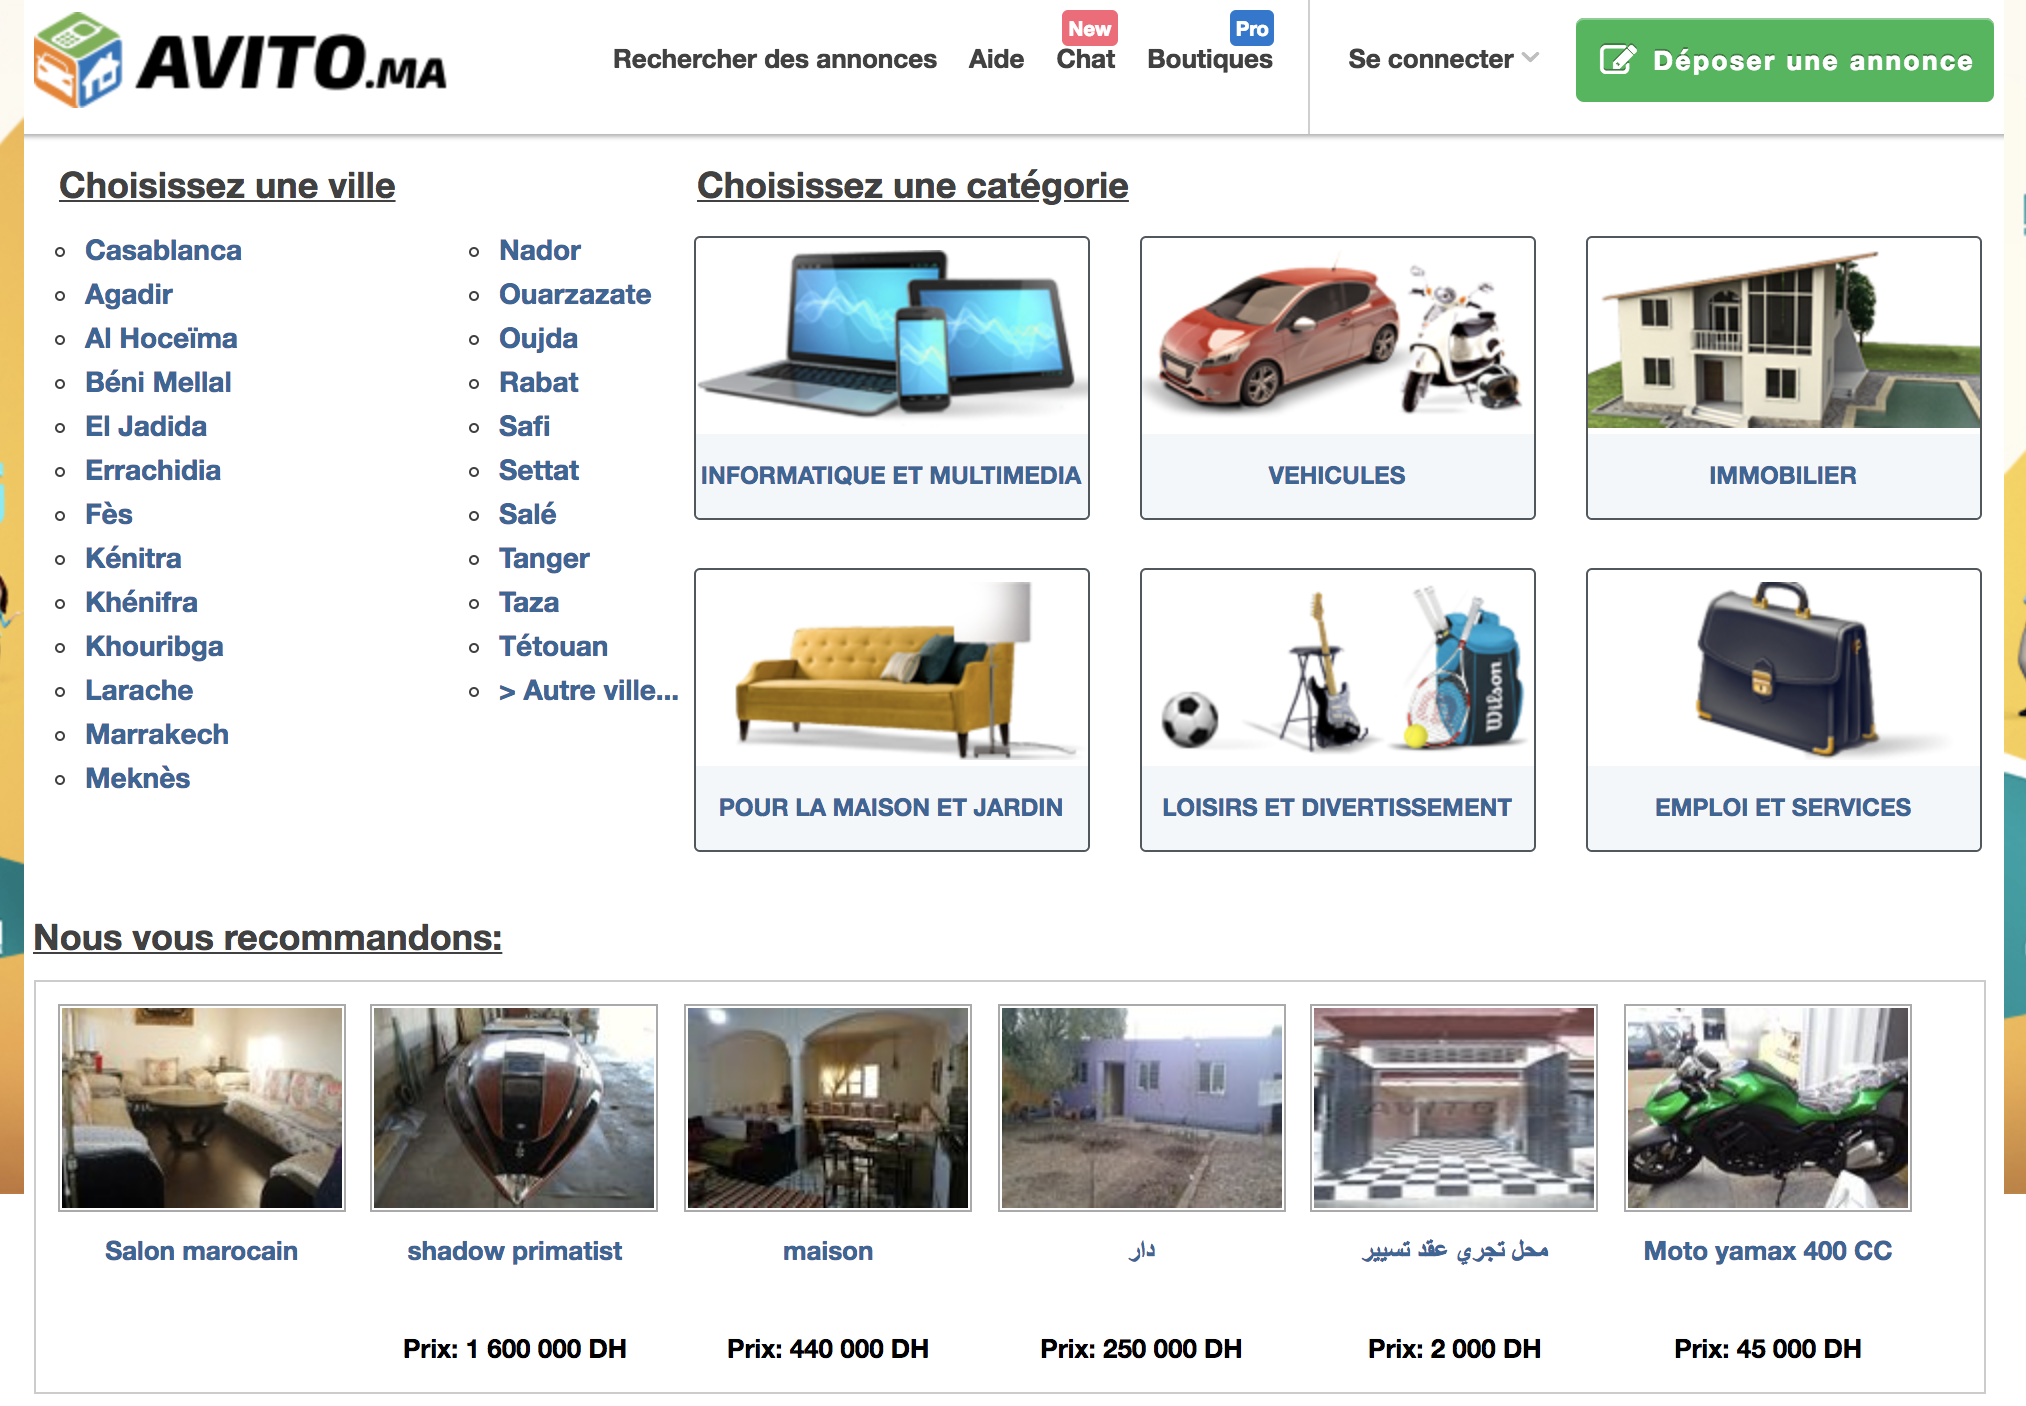 AVITO.MA
Rechercher des annonces
Aide
New
Chat
Pro
Boutiques
Se connecter
Déposer une annonce
Choisissez une ville
Casablanca
Agadir
Al Hoceïma
Béni Mellal
El Jadida
Errachidia
Fès
Kénitra
Khénifra
Khouribga
Larache
Marrakech
Meknès
Nador
Ouarzazate
Oujda
Rabat
Safi
Settat
Salé
Tanger
Taza
Tétouan
> Autre ville...
Choisissez une catégorie
INFORMATIQUE ET MULTIMEDIA
VEHICULES
IMMOBILIER
POUR LA MAISON ET JARDIN
Wilson
LOISIRS ET DIVERTISSEMENT
EMPLOI ET SERVICES
Nous vous recommandons:
Salon marocain
shadow primatist
Prix: 1 600 000 DH
maison
Prix: 440 000 DH
دار
Prix: 250 000 DH
AVITO
محل تجري عقد تسيير
Prix: 2 000 DH
Moto yamax 400 CC
Prix: 45 000 DH